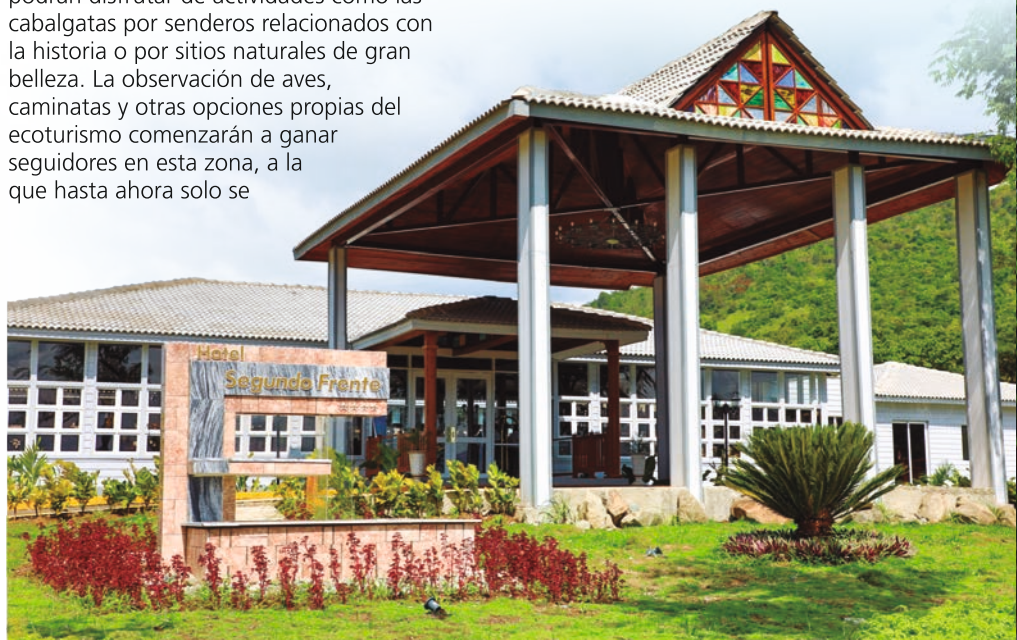 podrán disfrutar de actividades como las
cabalgatas por senderos relacionados con
la historia o por sitios naturales de gran
belleza. La observación de aves,
caminatas y otras opciones propias del
ecoturismo comenzarán a ganar
seguidores en esta zona, a la
que hasta ahora solo se
Hotel
Segundo Frente